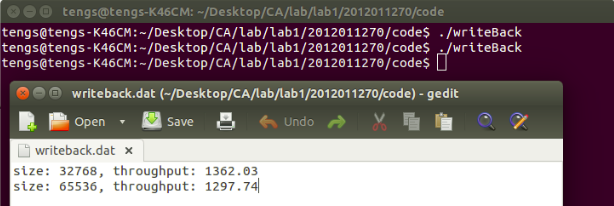 tengs@tengs-K46CM: ~/Desktop/CA/lab/lab1/2012011270/code
tengs@tengs-K46CM:~/Desktop/CA/lab/lab1/2012011270/code$ ./writeBack
tengs@tengs-K46CM:~/Desktop/CA/lab/lab1/2012011270/code$ ./writeBack
tengs@tengs-K46CM:~/Desktop/CA/lab/lab1/2012011270/code$
writeback.dat (~/Desktop/CA/lab/lab1/2012011270/code) - gedit
Open Save Undo
writeback.dat
size: 32768, throughput: 1362.03
size: 65536, throughput: 1297.74